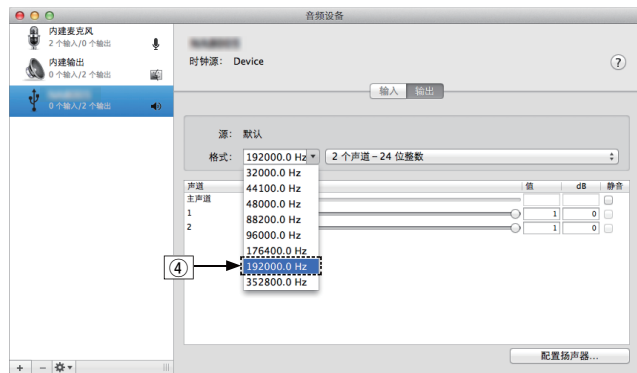 音频设备
内建麦克风
2 个输入/0 个输出
内建输出
0 个输入/2 个输出
0 个输入/2 个输出
时钟源: Device
?
输入 输出
源: 默认
格式: 192000.0 Hz 2 个声道 – 24 位整数
32000.0 Hz
44100.0 Hz
48000.0 Hz
88200.0 Hz
96000.0 Hz
176400.0 Hz
192000.0 Hz
352800.0 Hz
④
声道 值 dB 静音
主声道
1 1 0
2 1 0
配置扬声器...